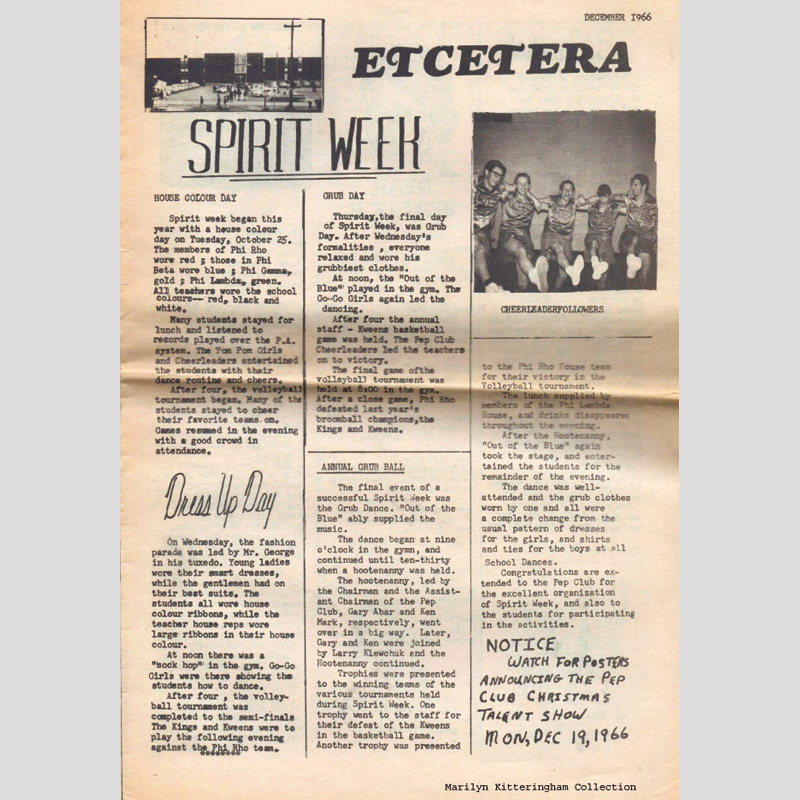 DECEMBER 1966
ETCETERA
SPIRIT WEEK
HOUSE COLOUR DAY
Spirit week began this
year with a house colour
day on Tuesday, October 25.
The members of Phi Rho
wore red ; those in Phi
Beta wore blue ; Phi Gamma,
gold ; Phi Lambda, green.
All teachers wore the school
colours-- red, black and
white.
Many students stayed for
lunch and listened to
records played over the P.A.
system. The Pom Pom Girls
and Cheerleaders entertained
the students with their
dance routine and cheers.
After four, the volleyball
tournament began. Many of the
students stayed to cheer
their favorite teams on.
Games resumed in the evening
with a good crowd in
attendance.
Dress Up Day
On Wednesday, the fashion
parade was led by Mr. George
in his tuxedo. Young ladies
wore their smart dresses,
while the gentlemen had on
their best suits. The
students all wore house
colour ribbons, while the
teacher house reps wore
large ribbons in their house
colour.
At noon there was a
"Sock hop" in the gym. Go-Go
Girls were there showing the
students how to dance.
After four , the volley-
ball tournament was
completed to the semi-finals
The Kings and Kweens were to
play the following evening
against the Phi Rho team.
GRUB DAY
Thursday,the final day
of Spirit Week, was Grub
Day. After Wednesday's
formalities , everyone
relaxed and wore his
grubbiest clothes.
At noon, the "Out of the
Blue" played in the gym. The
Go-Go Girls again led the
dancing.
After four the annual
staff - Kweens basketball
game was held. The Pep Club
Cheerleaders led the teachers
on to victory.
The final game ofthe
volleyball tournament was
held at 8:00 in the gym.
After a close game, Phi Rho
defeated last year's
broomball champions,the
Kings and Kweens.
ANNUAL GRUB BALL
The final event of a
successful Spirit Week was
the Grub Dance. "Out of the
Blue" ably supplied the
music.
The dance began at nine
o'clock in the gymn, and
continued until ten-thirty
when a hootenanny was held.
The hootenanny, led by
the Chairman and the Assist-
ant Chairman of the Pep
Club, Gary Abar and Ken
Mark, respectively, went
over in a big way. Later,
Gary and Ken were joined
by Larry Klewchuk and the
Hootenanny continued.
Trophies were presented
to the winning teams of the
various tournaments held
during Spirit Week. One
trophy went to the staff for
their defeat of the Kweens
in the basketball game.
Another trophy was presented
CHEERLEADERFOLLOWERS
to the Phi Rho House team
for their victory in the
Volleyball tournament.
The lunch supplied by
members of the Phi Lambda
House, and drinks disappeared
throughout the evening.
After the Hootenanny,
"Out of the Blue" again
took the stage, and enter-
tained the students for the
remainder of the evening.
The dance was well-
attended and the grub clothes
worn by one and all were
a complete change from the
usual pattern of dresses
for the girls, and shirts
and ties for the boys at all
School Dances.
Congratulations are ex-
tended to the Pep Club for
the excellent organization
of Spirit Week, and also to
the students for participating
in the activities.
NOTICE
WATCH FOR POSTERS
ANNOUNCING THE PEP
CLUB CHRISTMAS
TALENT SHOW
MON, DEC 19, 1966
Marilyn Kitteringham Collection